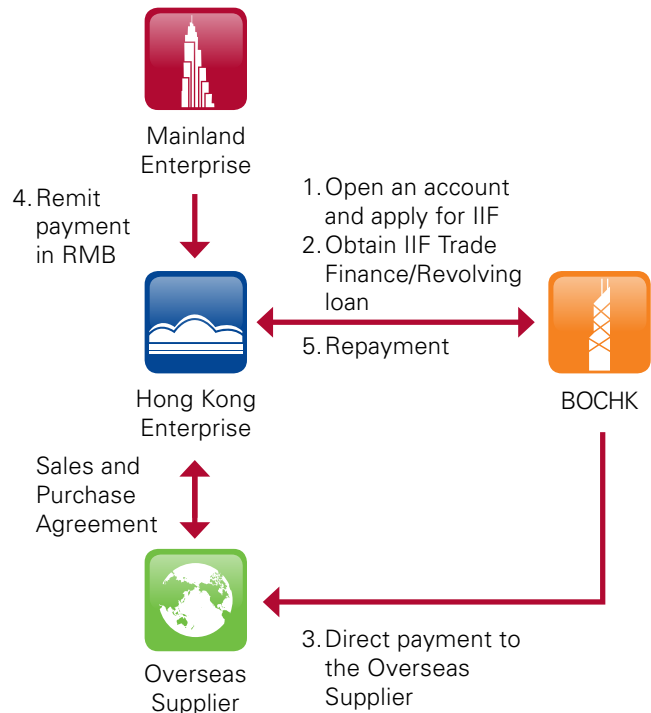 Mainland
Enterprise
4. Remit
payment
in RMB
1. Open an account
and apply for IIF
2. Obtain IIF Trade
Finance/Revolving
loan
5. Repayment
Hong Kong
Enterprise
BOCHK
Sales and
Purchase
Agreement
3. Direct payment to
the Overseas
Supplier
Overseas
Supplier